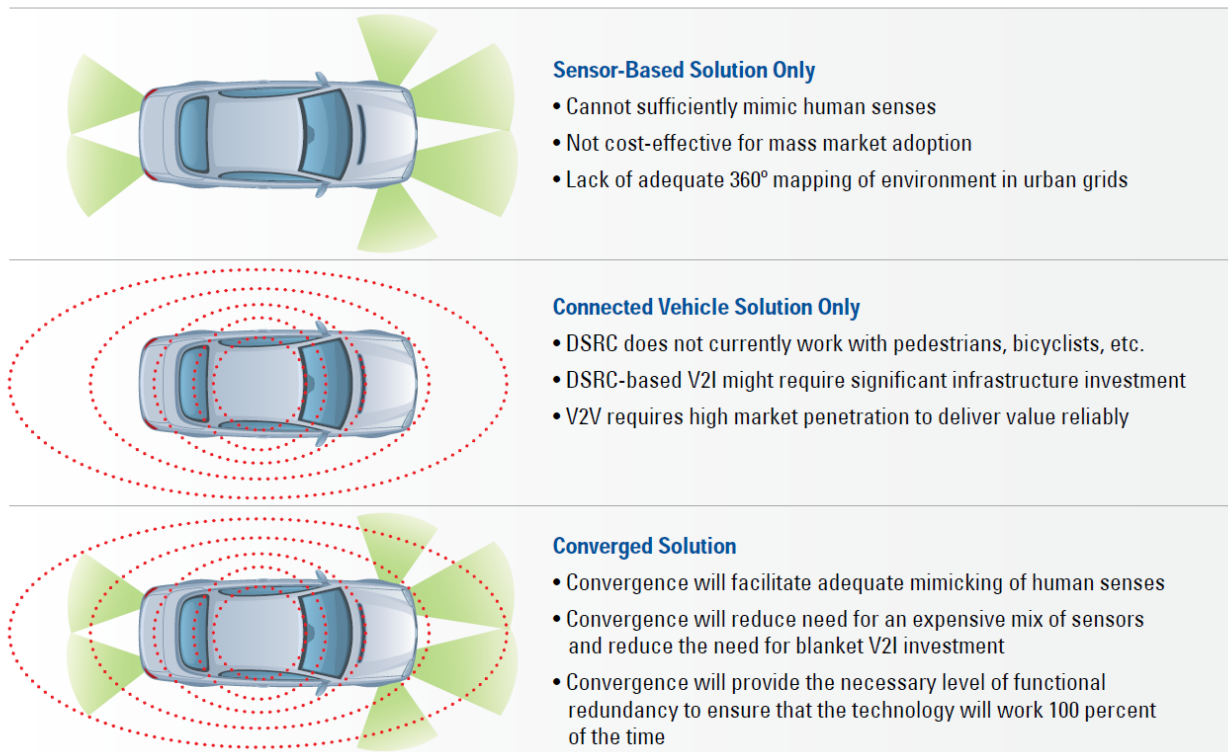 Sensor-Based Solution Only
• Cannot sufficiently mimic human senses
• Not cost-effective for mass market adoption
• Lack of adequate 360º mapping of environment in urban grids
Connected Vehicle Solution Only
• DSRC does not currently work with pedestrians, bicyclists, etc.
• DSRC-based V2I might require significant infrastructure investment
• V2V requires high market penetration to deliver value reliably
Converged Solution
• Convergence will facilitate adequate mimicking of human senses
• Convergence will reduce need for an expensive mix of sensors
and reduce the need for blanket V2I investment
• Convergence will provide the necessary level of functional
redundancy to ensure that the technology will work 100 percent
of the time